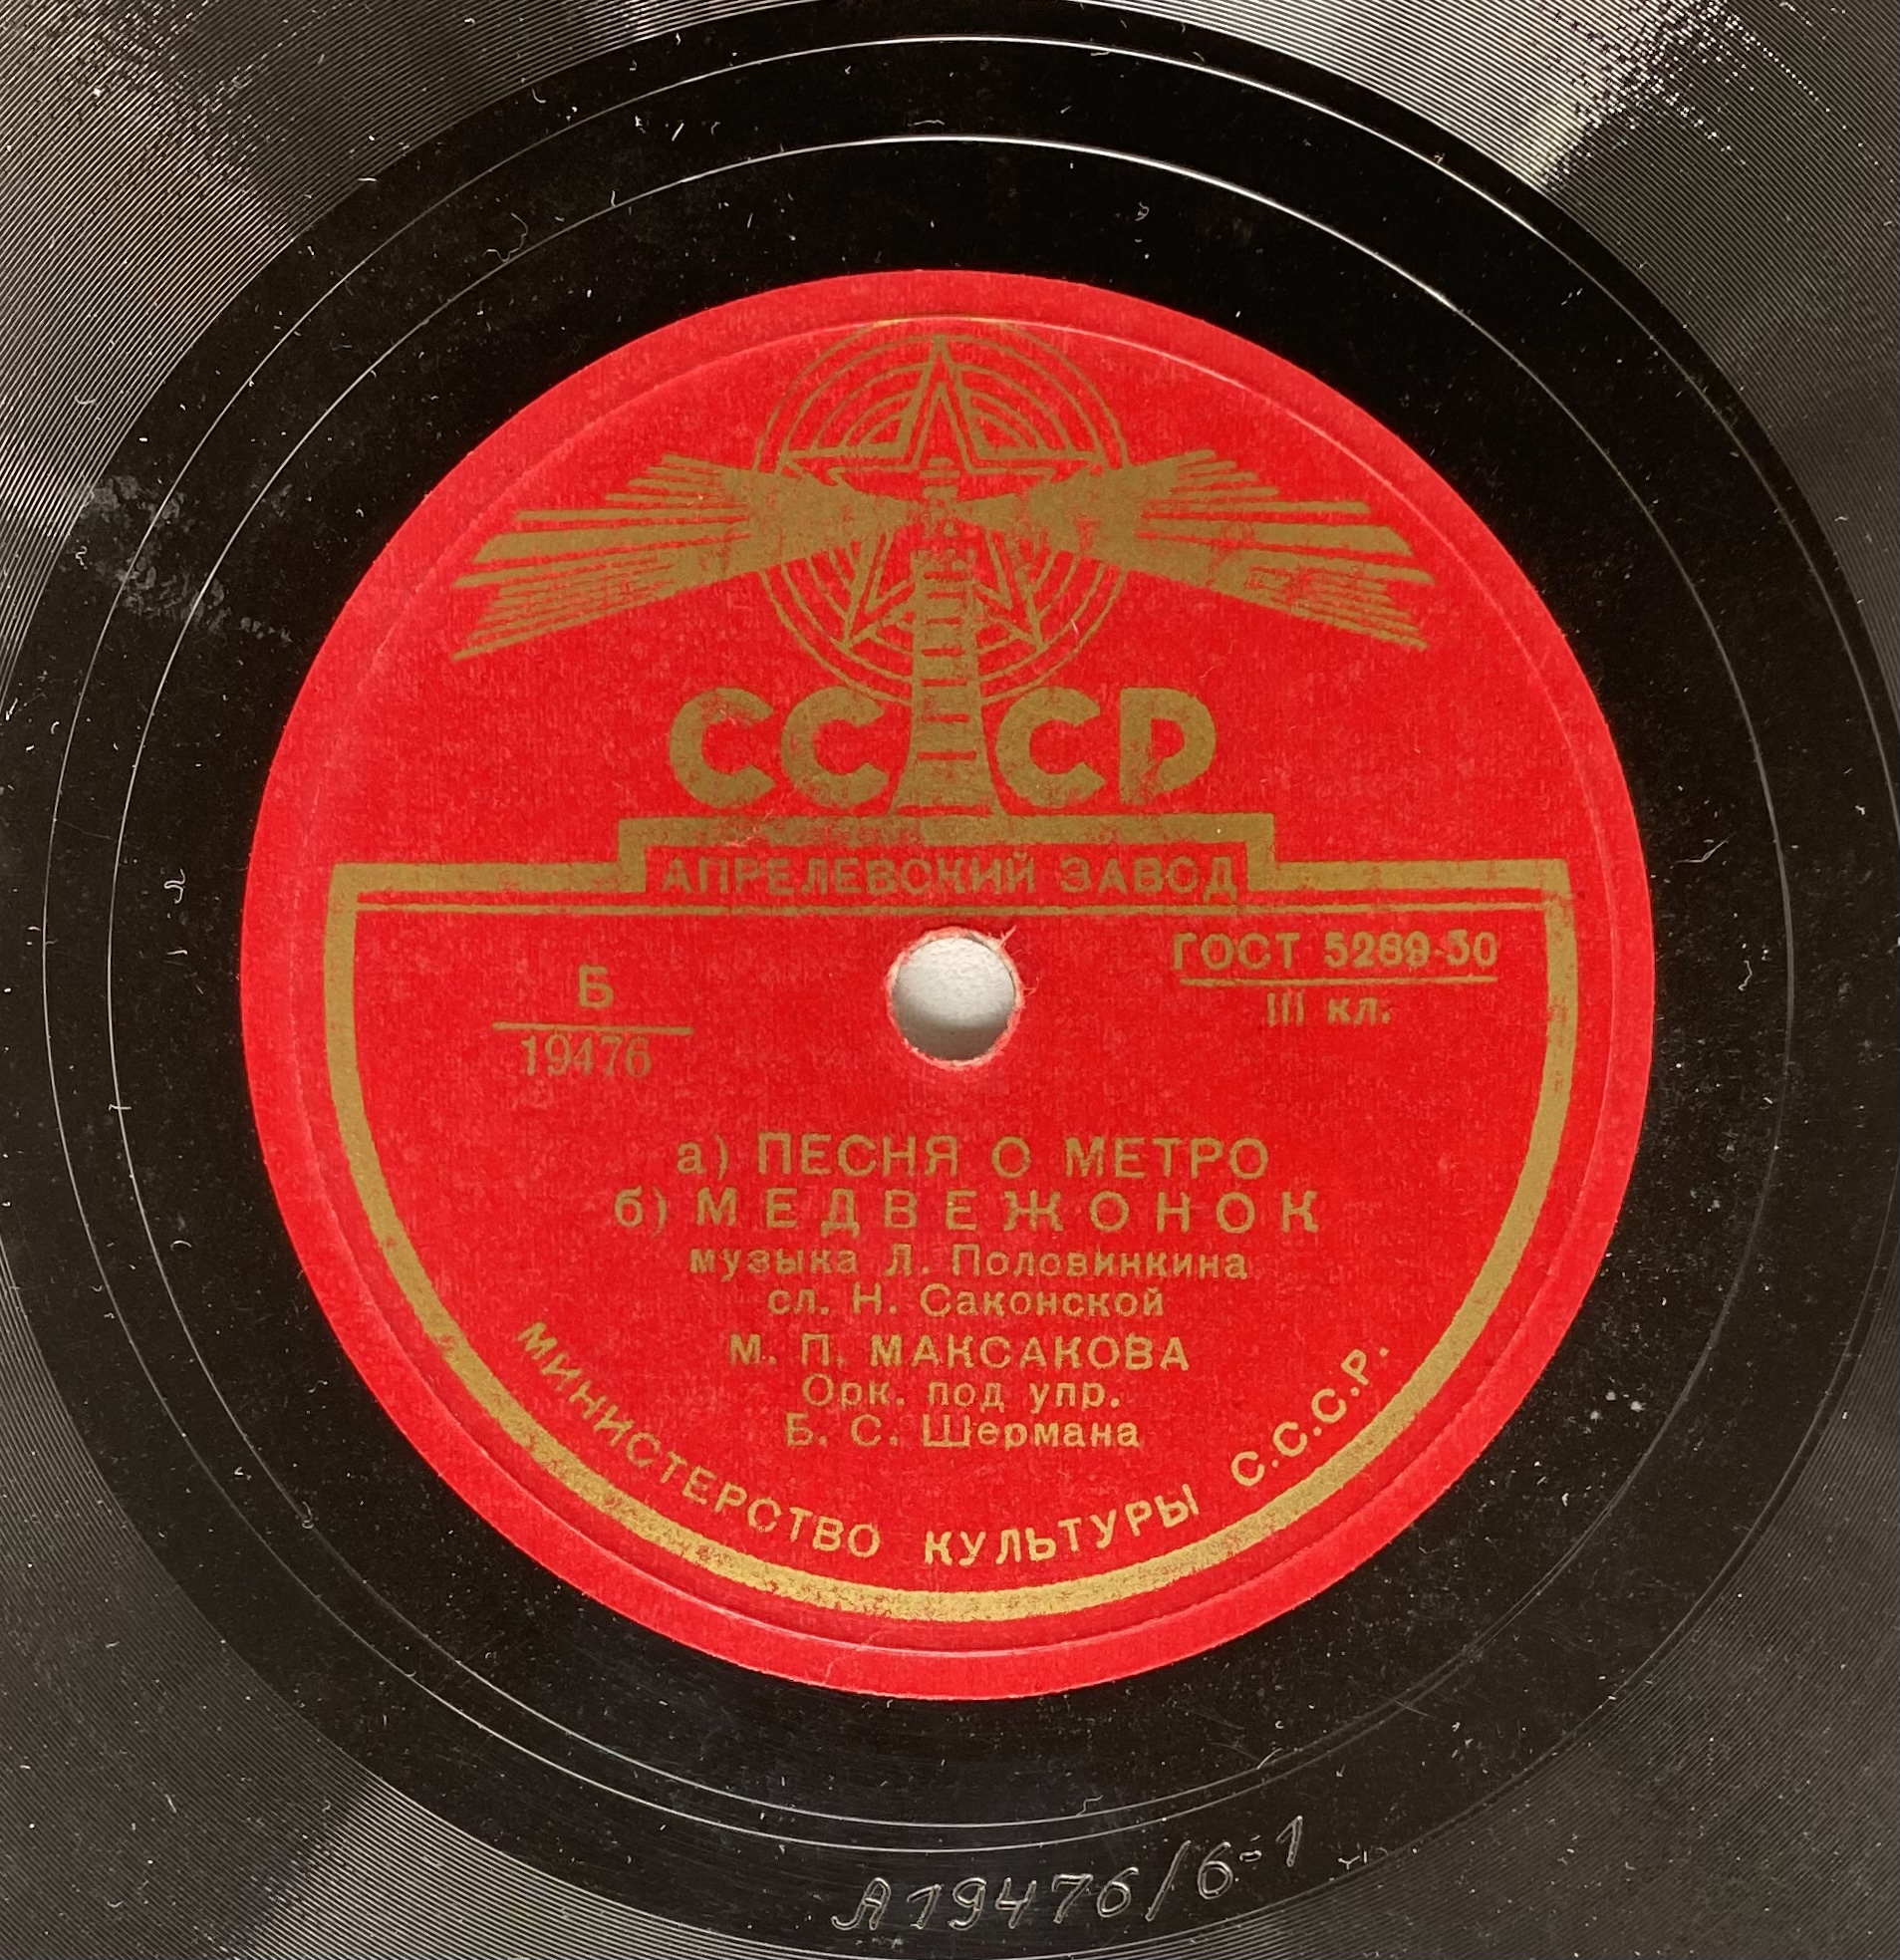 СССР
АПРЕЛЕВСКИЙ ЗАВОД
ГОСТ 5289-50
III кл.
Б
19476
а) ПЕСНЯ О МЕТРО
б) МЕДВЕЖОНОК
музыка Л. Половинкина
сл. Н. Саконской
М. П. МАКСАКОВА
Орк. под упр.
Б. С. Шермана
МИНИСТЕРСТВО КУЛЬТУРЫ С.С.С.Р.
А19476/6-1